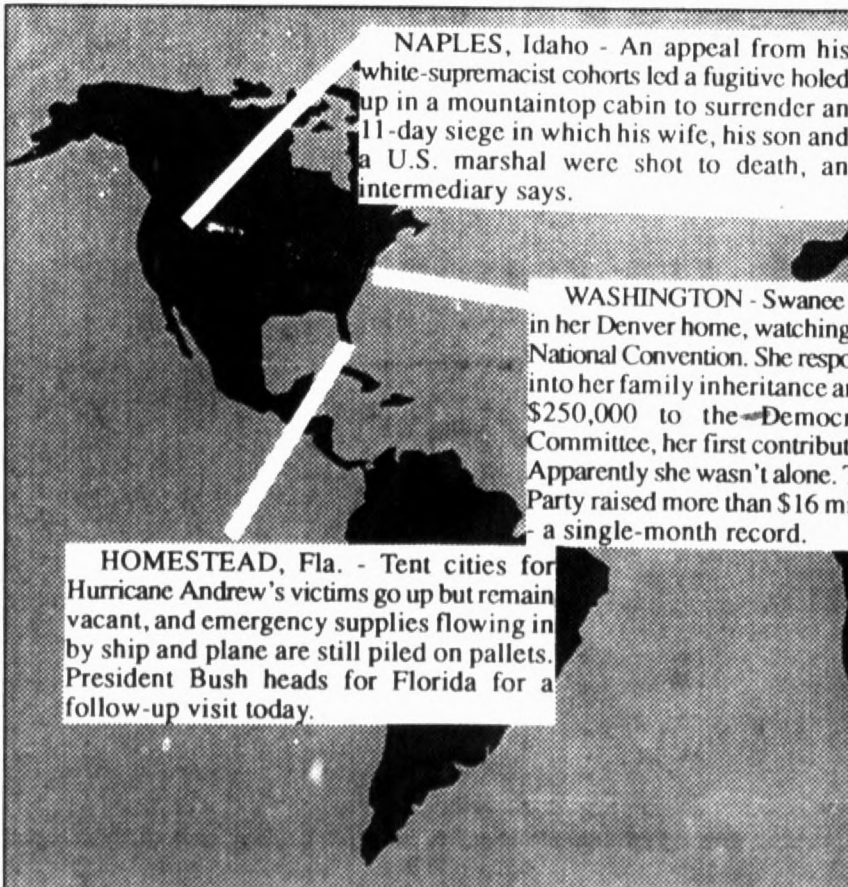 NAPLES, Idaho - An appeal from his
white-supremacist cohorts led a fugitive holed
up in a mountaintop cabin to surrender an
11-day siege in which his wife, his son and
a U.S. marshal were shot to death, an
intermediary says.
WASHINGTON - Swanee
in her Denver home, watching
National Convention. She
into her family inheritance
$250,000 to the
Committee, her first
Apparently she wasn't alone.
Party raised more than $16
- a single-month record.
HOMESTEAD, Fla. - Tent cities for
Hurricane Andrew's victims go up but remain
vacant, and emergency supplies flowing in
by ship and plane are still piled on pallets.
President Bush heads for Florida for a
follow-up visit today.